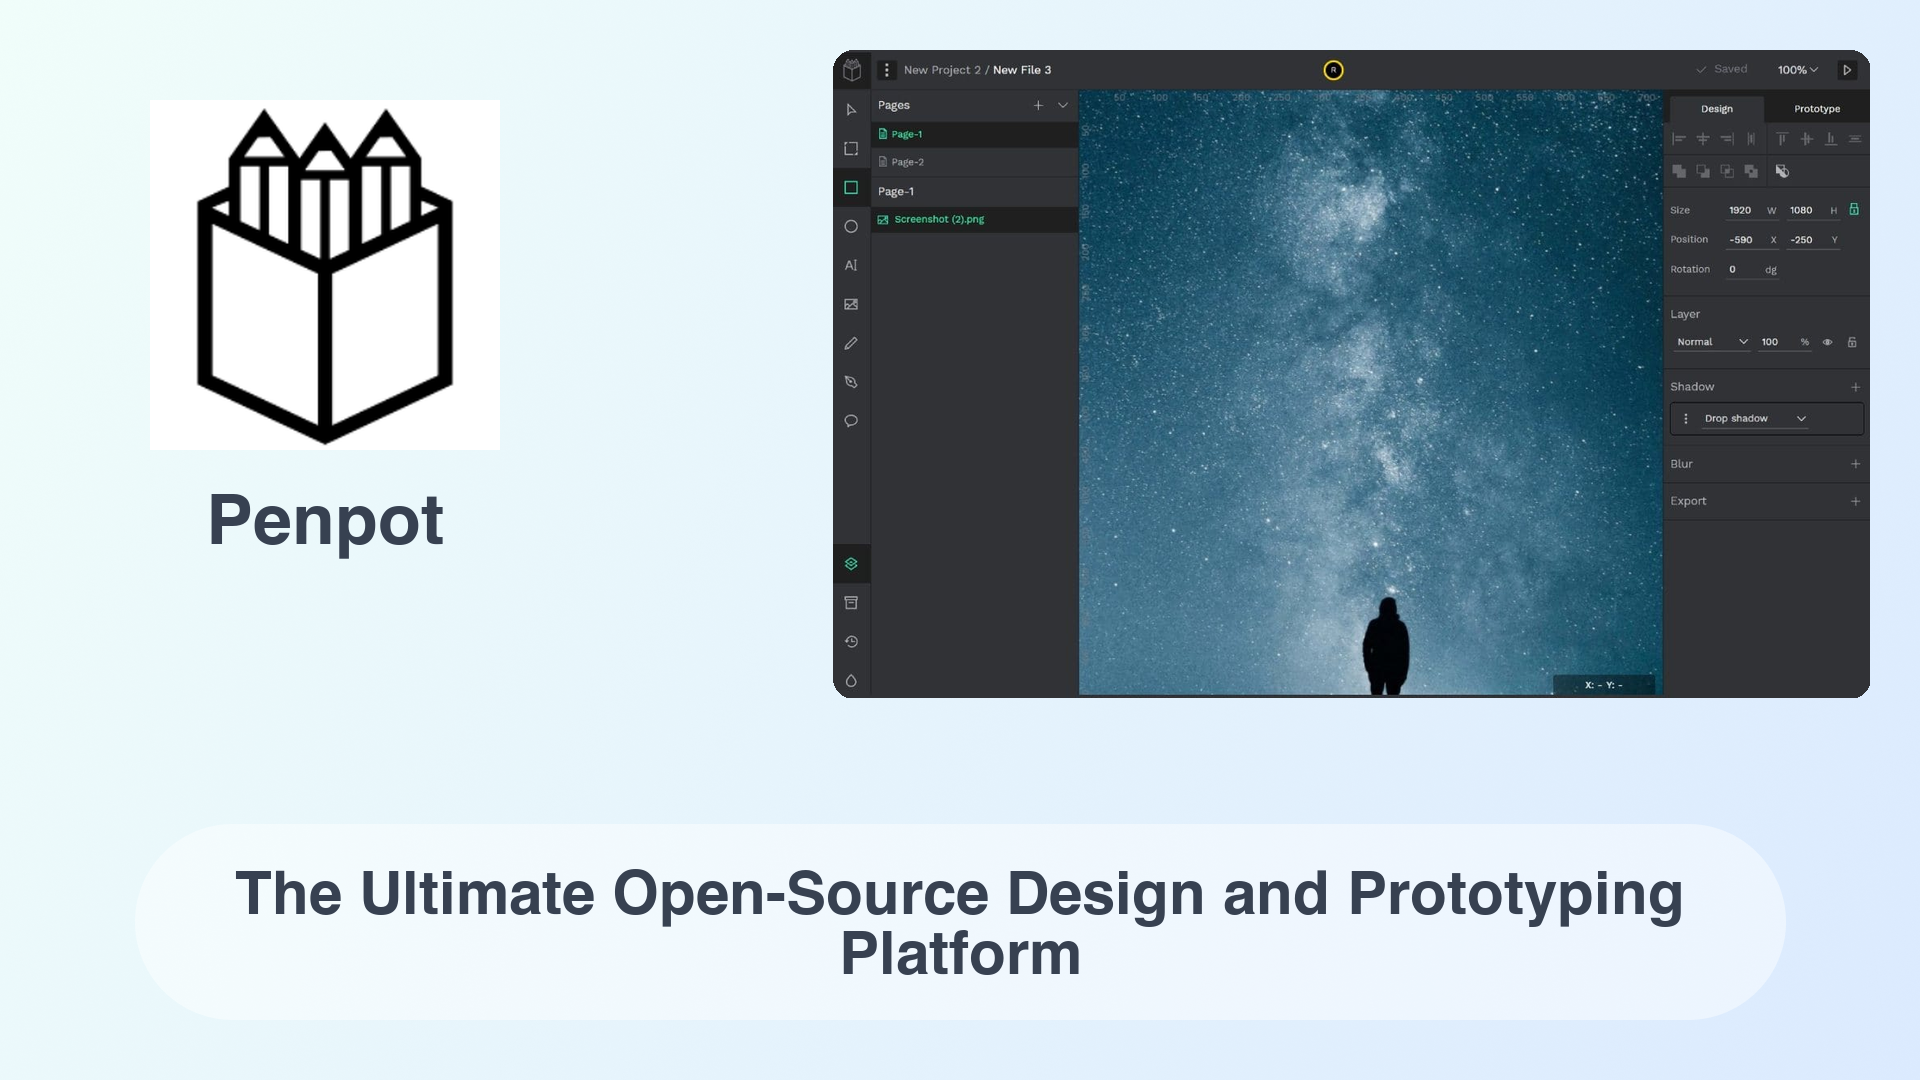 Penpot
New Project 2 / New File 3
R
Saved
100%
Pages
Page-1
Page-2
Page-1
Screenshot (2).png
AI
Design
Prototype
Size 1920 W 1080 H
Position -590 X -250 Y
Rotation 0 dg
Layer
Normal 100 %
Shadow
Drop shadow
Blur
Export
X: - Y: -
The Ultimate Open-Source Design and Prototyping
Platform